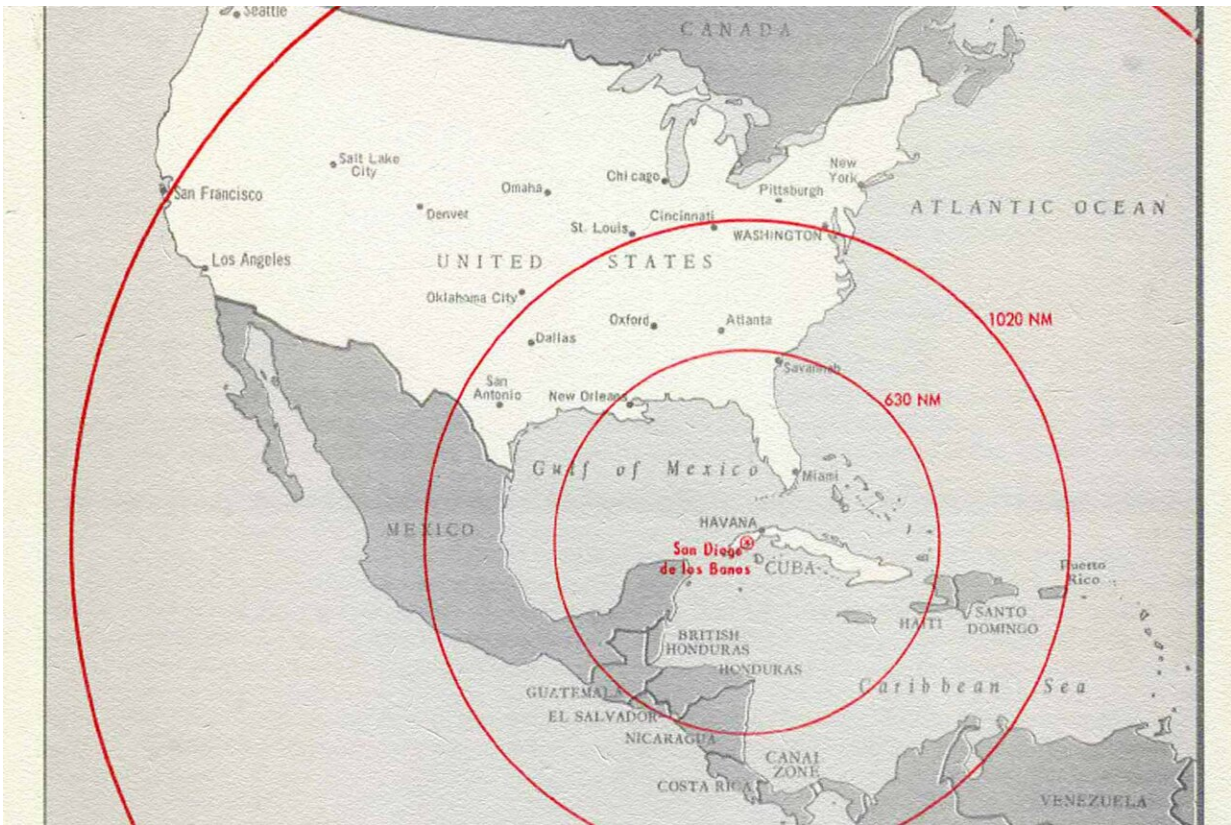 Seattle
CANADA
Salt Lake
City
San Francisco
Omaha
Chicago
New
York
Pittsburgh
Denver
St. Louis
Cincinnati
WASHINGTON
ATLANTIC OCEAN
Los Angeles
UNITED STATES
Oklahoma City
Oxford
Atlanta
1020 NM
Dallas
Savannah
San
Antonio
New Orleans
630 NM
Gulf of Mexico
Miami
MEXICO
HAVANA
San Diego
de los Banos
CUBA
Puerto
Rico
HAITI
SANTO
DOMINGO
BRITISH
HONDURAS
HONDURAS
GUATEMALA
Caribbean Sea
EL SALVADOR
NICARAGUA
CANAL
ZONE
COSTA RICA
VENEZUELA